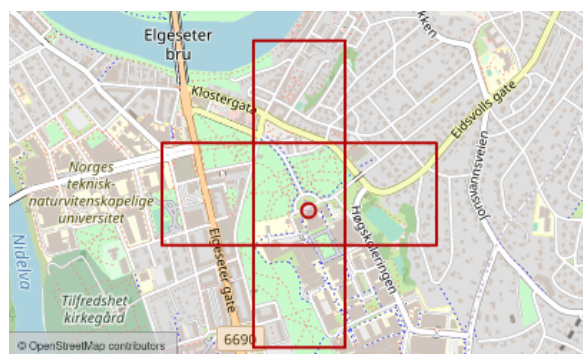 Elgeseter
bru
kken
Klostergata
Eidsvolls gate
Jonsvannsveien
Norges
teknisk-
naturvitenskapelige
universitet
Nidelva
Elgeseter gate
Høgskoleringen
Tilfredshet
kirkegård
6690
© OpenStreetMap contributors